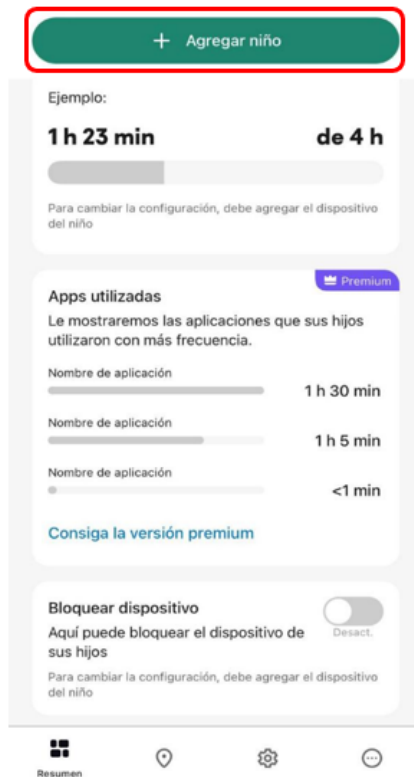 + Agregar niño
Ejemplo:
1 h 23 min de 4 h
Para cambiar la configuración, debe agregar el dispositivo
del niño
Premium
Apps utilizadas
Le mostraremos las aplicaciones que sus hijos
utilizaron con más frecuencia.
Nombre de aplicación
1 h 30 min
Nombre de aplicación
1 h 5 min
Nombre de aplicación
<1 min
Consiga la versión premium
Bloquear dispositivo
Aquí puede bloquear el dispositivo de
sus hijos
Desact.
Para cambiar la configuración, debe agregar el dispositivo
del niño
Resumen